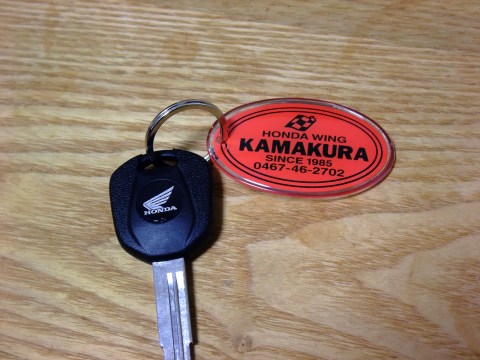 HONDA WING
KAMAKURA
SINCE 1985
0467-46-2702
HONDA